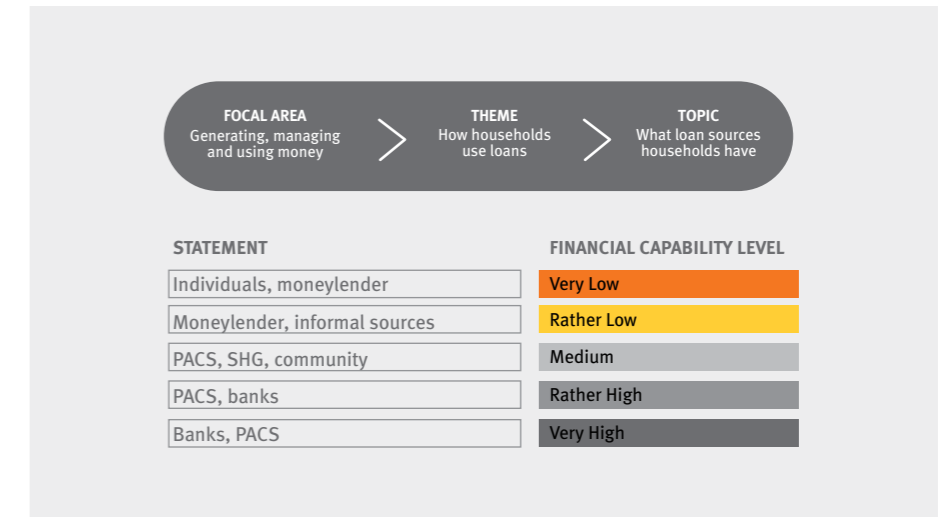 FOCAL AREA
Generating, managing
and using money
THEME
How households
use loans
TOPIC
What loan sources
households have
STATEMENT
FINANCIAL CAPABILITY LEVEL
Individuals, moneylender
Very Low
Moneylender, informal sources
Rather Low
PACS, SHG, community
Medium
PACS, banks
Rather High
Banks, PACS
Very High